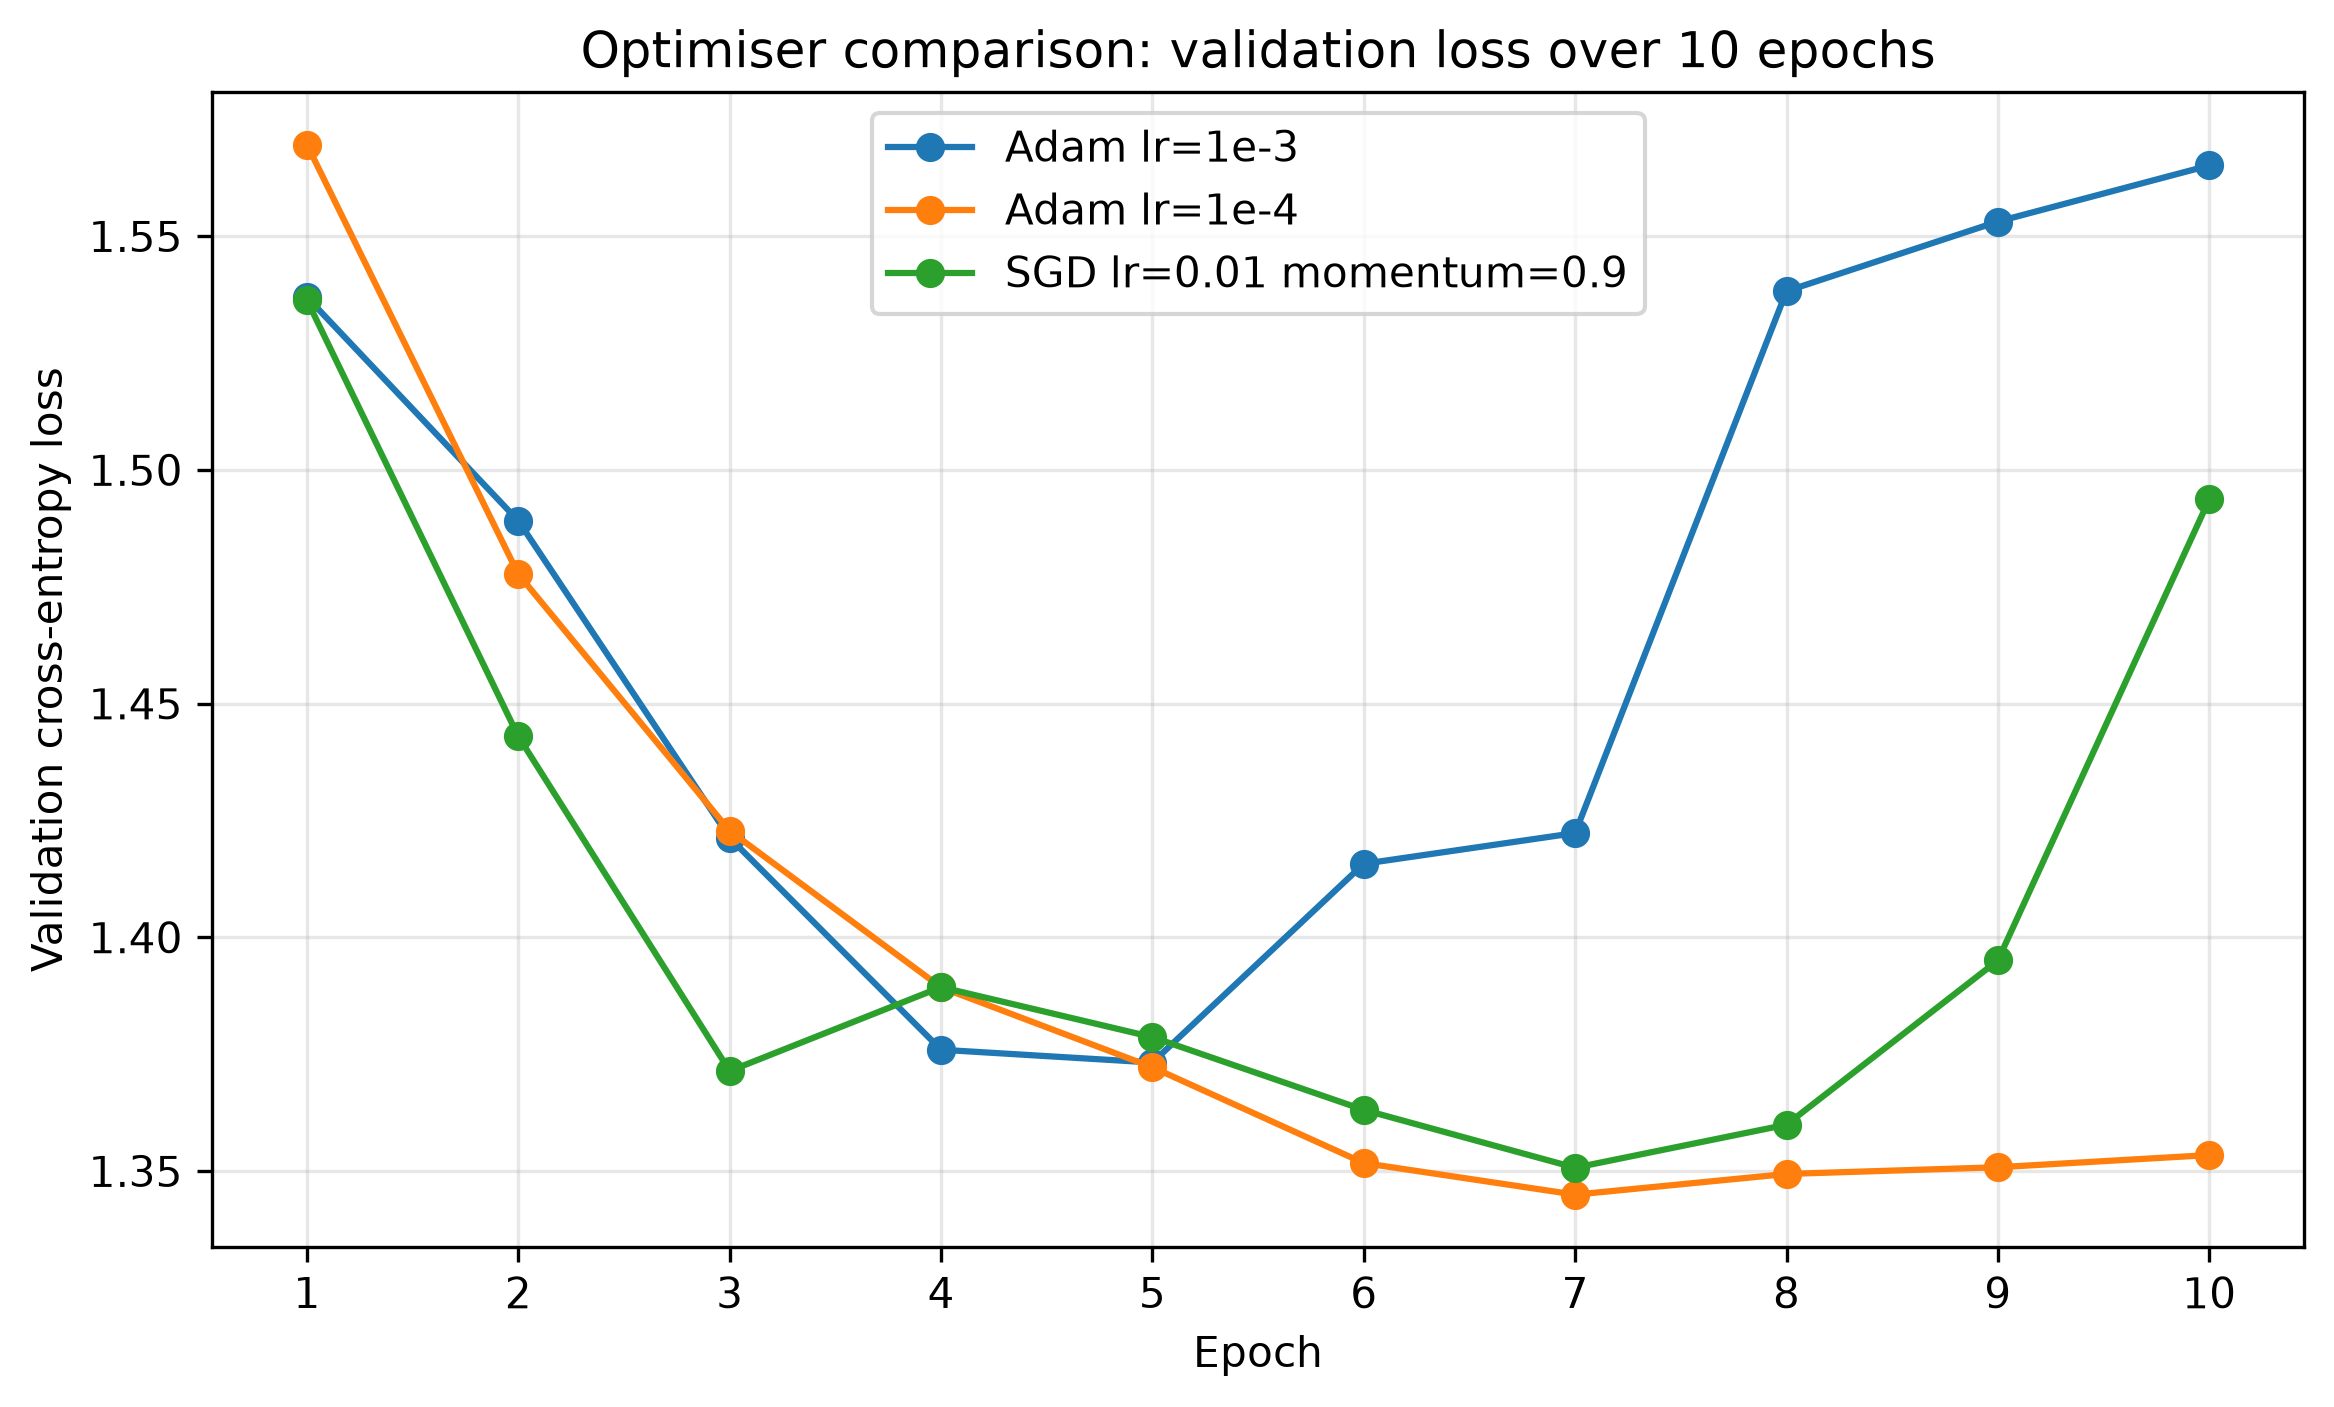 Optimiser comparison: validation loss over 10 epochs
Adam lr=1e-3
Adam lr=1e-4
SGD lr=0.01 momentum=0.9
Validation cross-entropy loss
1.55
1.50
1.45
1.40
1.35
1 2 3 4 5 6 7 8 9 10
Epoch